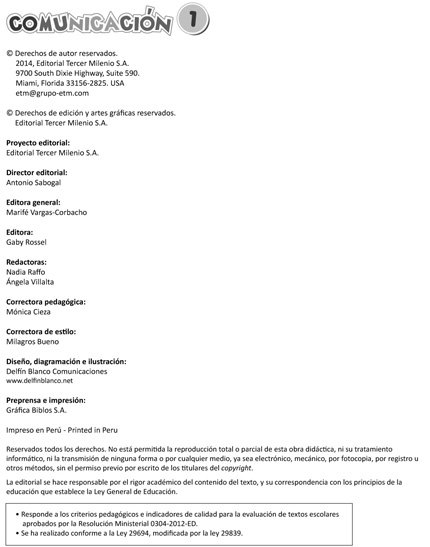 COMUNICACIÓN 1
© Derechos de autor reservados.
2014, Editorial Tercer Milenio S.A.
9700 South Dixie Highway, Suite 590.
Miami, Florida 33156-2825. USA
etm@grupo-etm.com
© Derechos de edición y artes gráficas reservados.
Editorial Tercer Milenio S.A.
Proyecto editorial:
Editorial Tercer Milenio S.A.
Director editorial:
Antonio Sabogal
Editora general:
Marifé Vargas-Corbacho
Editora:
Gaby Rossel
Redactoras:
Nadia Raffo
Ángela Villalta
Correctora pedagógica:
Mónica Cieza
Correctora de estilo:
Milagros Bueno
Diseño, diagramación e ilustración:
Delfín Blanco Comunicaciones
www.delfinblanco.net
Preprensa e impresión:
Gráfica Biblos S.A.
Impreso en Perú - Printed in Peru
Reservados todos los derechos. No está permitida la reproducción total o parcial de esta obra didáctica, ni su tratamiento
informático, ni la transmisión de ninguna forma o por cualquier medio, ya sea electrónico, mecánico, por fotocopia, por registro u
otros métodos, sin el permiso previo por escrito de los titulares del copyright.
La editorial se hace responsable por el rigor académico del contenido del texto, y su correspondencia con los principios de la
educación que establece la Ley General de Educación.
• Responde a los criterios pedagógicos e indicadores de calidad para la evaluación de textos escolares
aprobados por la Resolución Ministerial 0304-2012-ED.
• Se ha realizado conforme a la Ley 29694, modificada por la ley 29839.